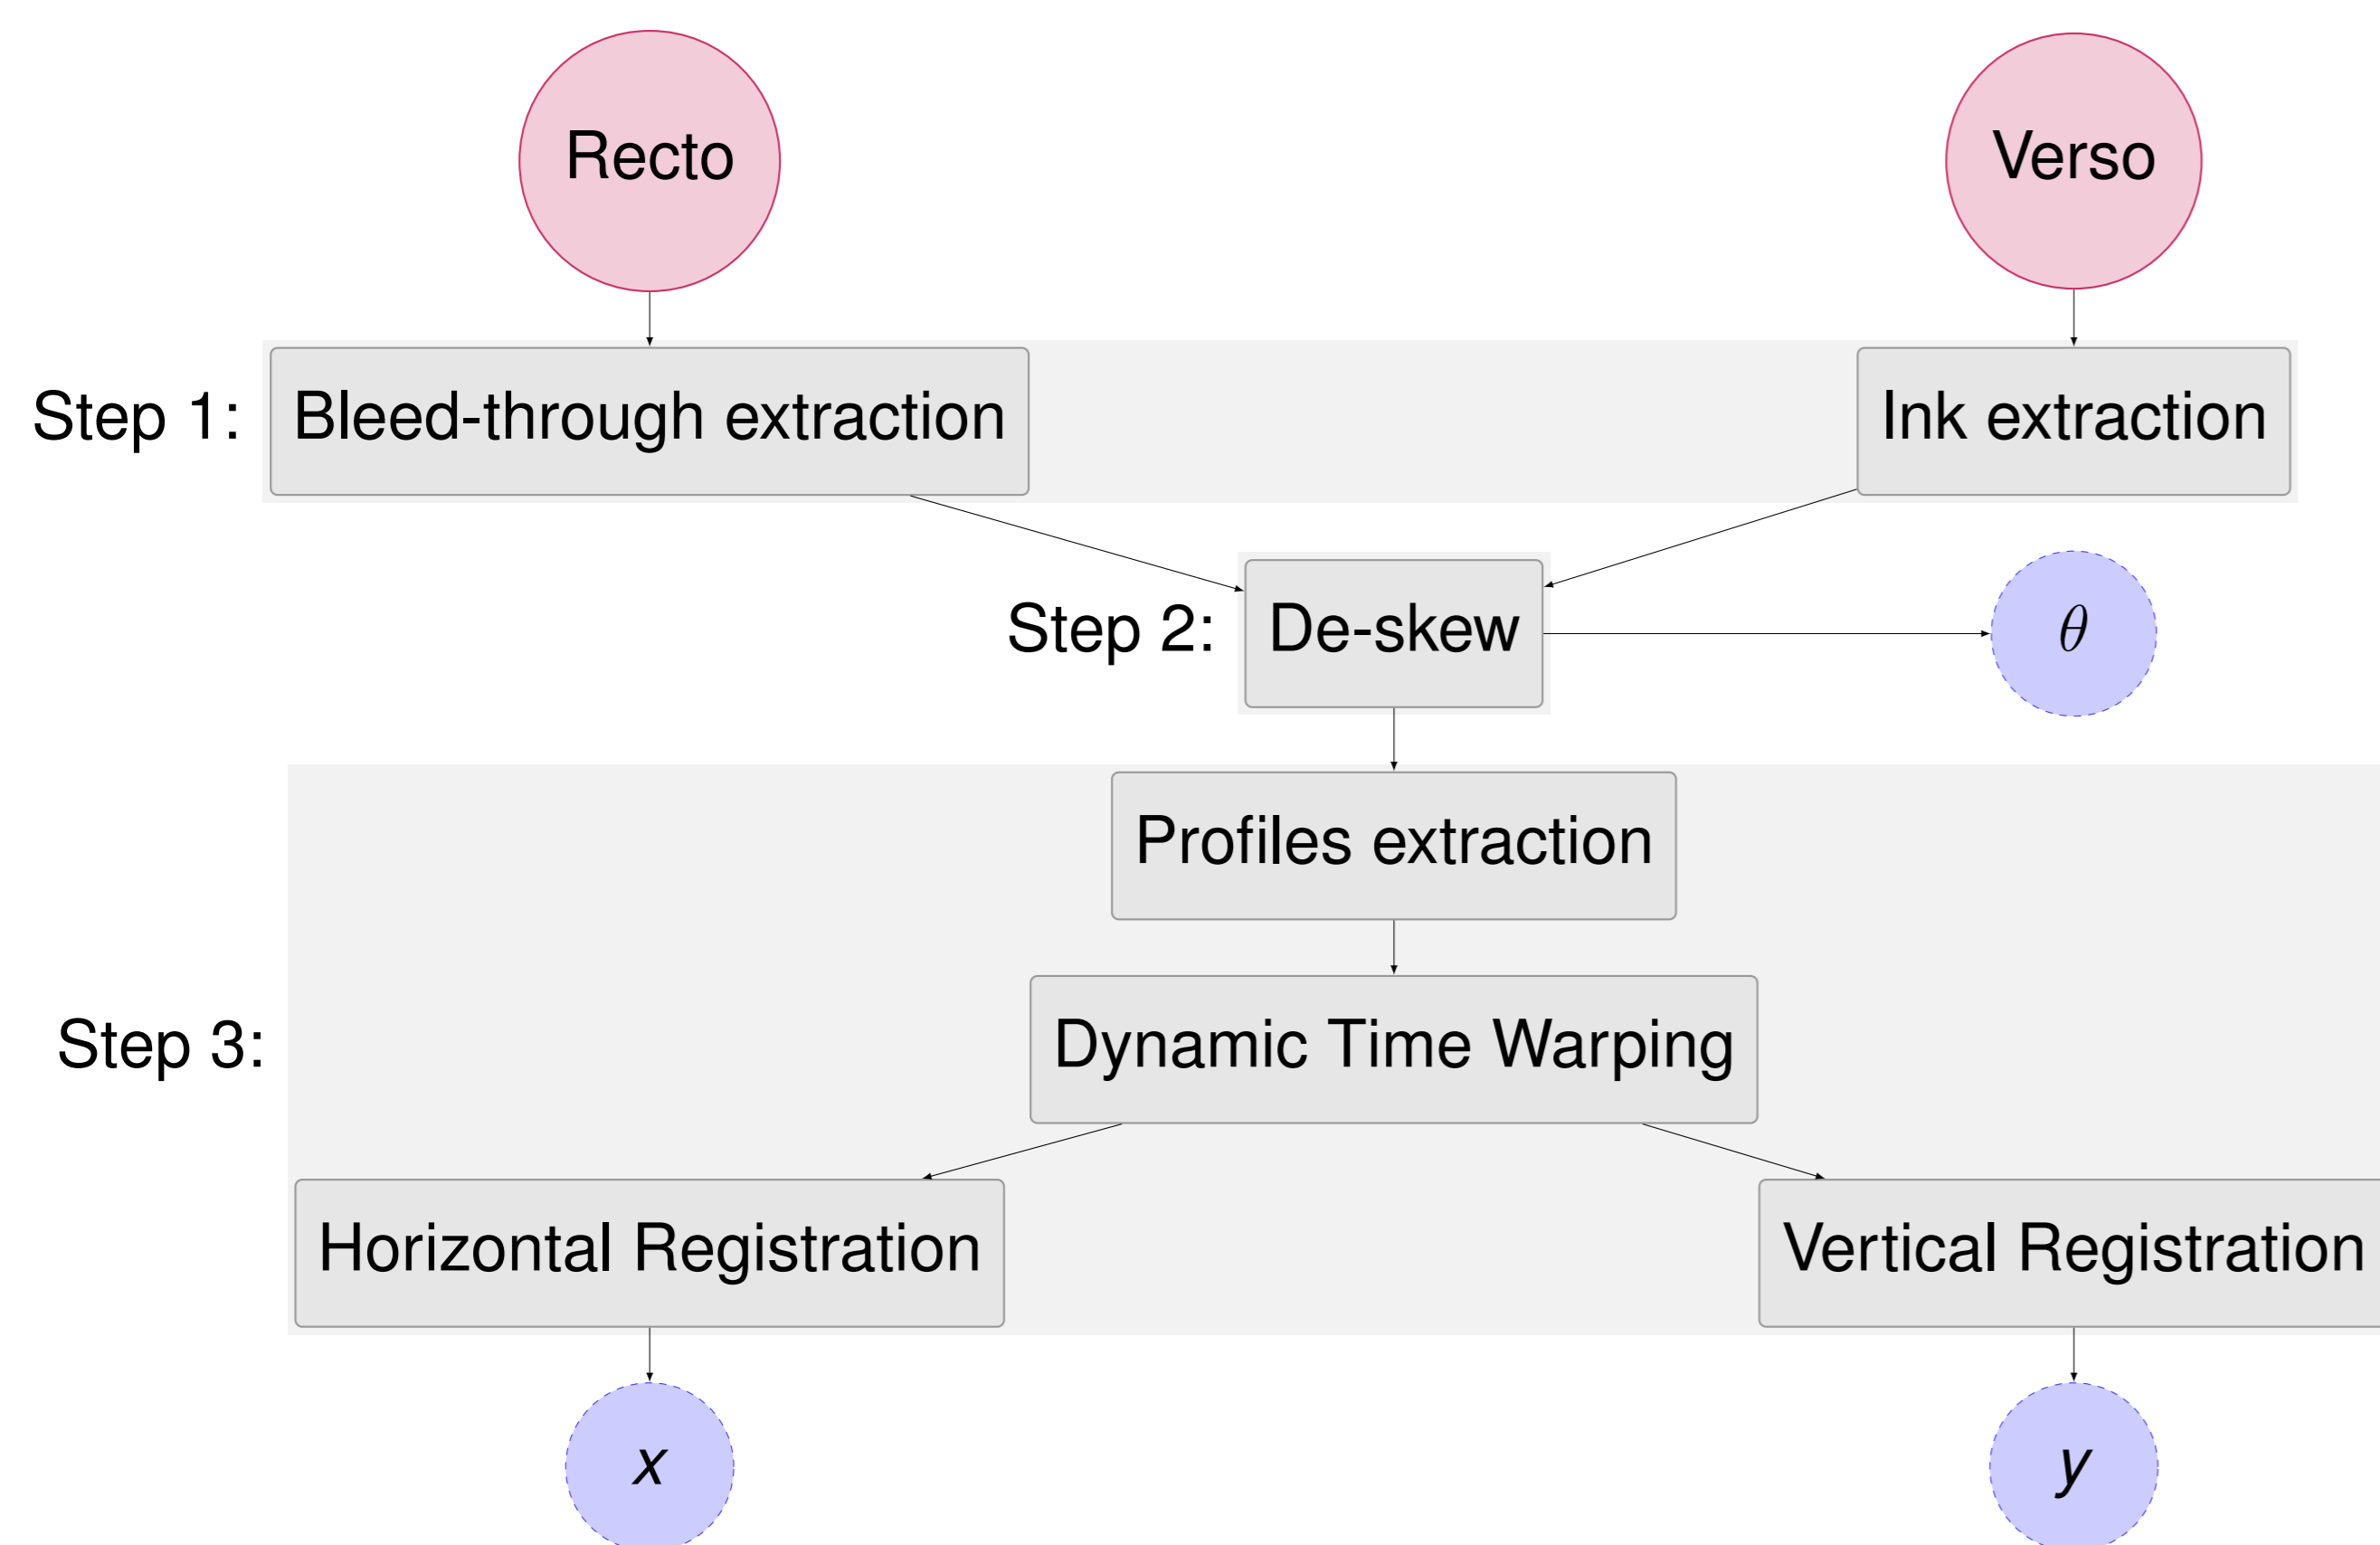 Recto
Verso
Step 1:
Bleed-through extraction
Ink extraction
Step 2:
De-skew
θ
Profiles extraction
Step 3:
Dynamic Time Warping
Horizontal Registration
Vertical Registration
x
y